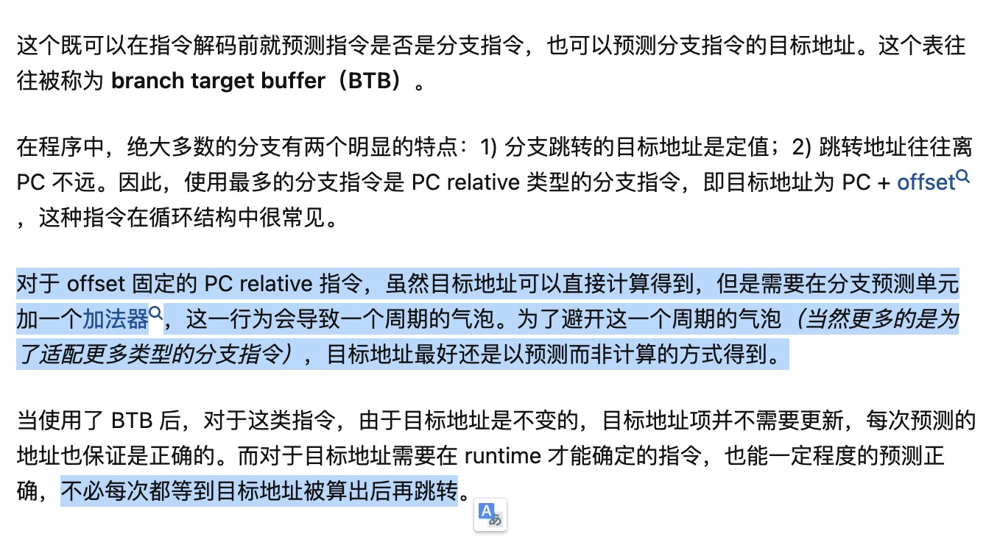 这个既可以在指令解码前就预测指令是否是分支指令，也可以预测分支指令的目标地址。这个表往
往被称为 branch target buffer（BTB）。
在程序中，绝大多数的分支有两个明显的特点：1) 分支跳转的目标地址是定值；2) 跳转地址往往离
PC 不远。因此，使用最多的分支指令是 PC relative 类型的分支指令，即目标地址为 PC + offset
，这种指令在循环结构中很常见。
对于 offset 固定的 PC relative 指令，虽然目标地址可以直接计算得到，但是需要在分支预测单元
加一个加法器，这一行为会导致一个周期的气泡。为了避开这一个周期的气泡（当然更多的是为
了适配更多类型的分支指令），目标地址最好还是以预测而非计算的方式得到。
当使用了 BTB 后，对于这类指令，由于目标地址是不变的，目标地址项并不需要更新，每次预测的
地址也保证是正确的。而对于目标地址需要在 runtime 才能确定的指令，也能一定程度的预测正
确，不必每次都等到目标地址被算出后再跳转。
A
あ